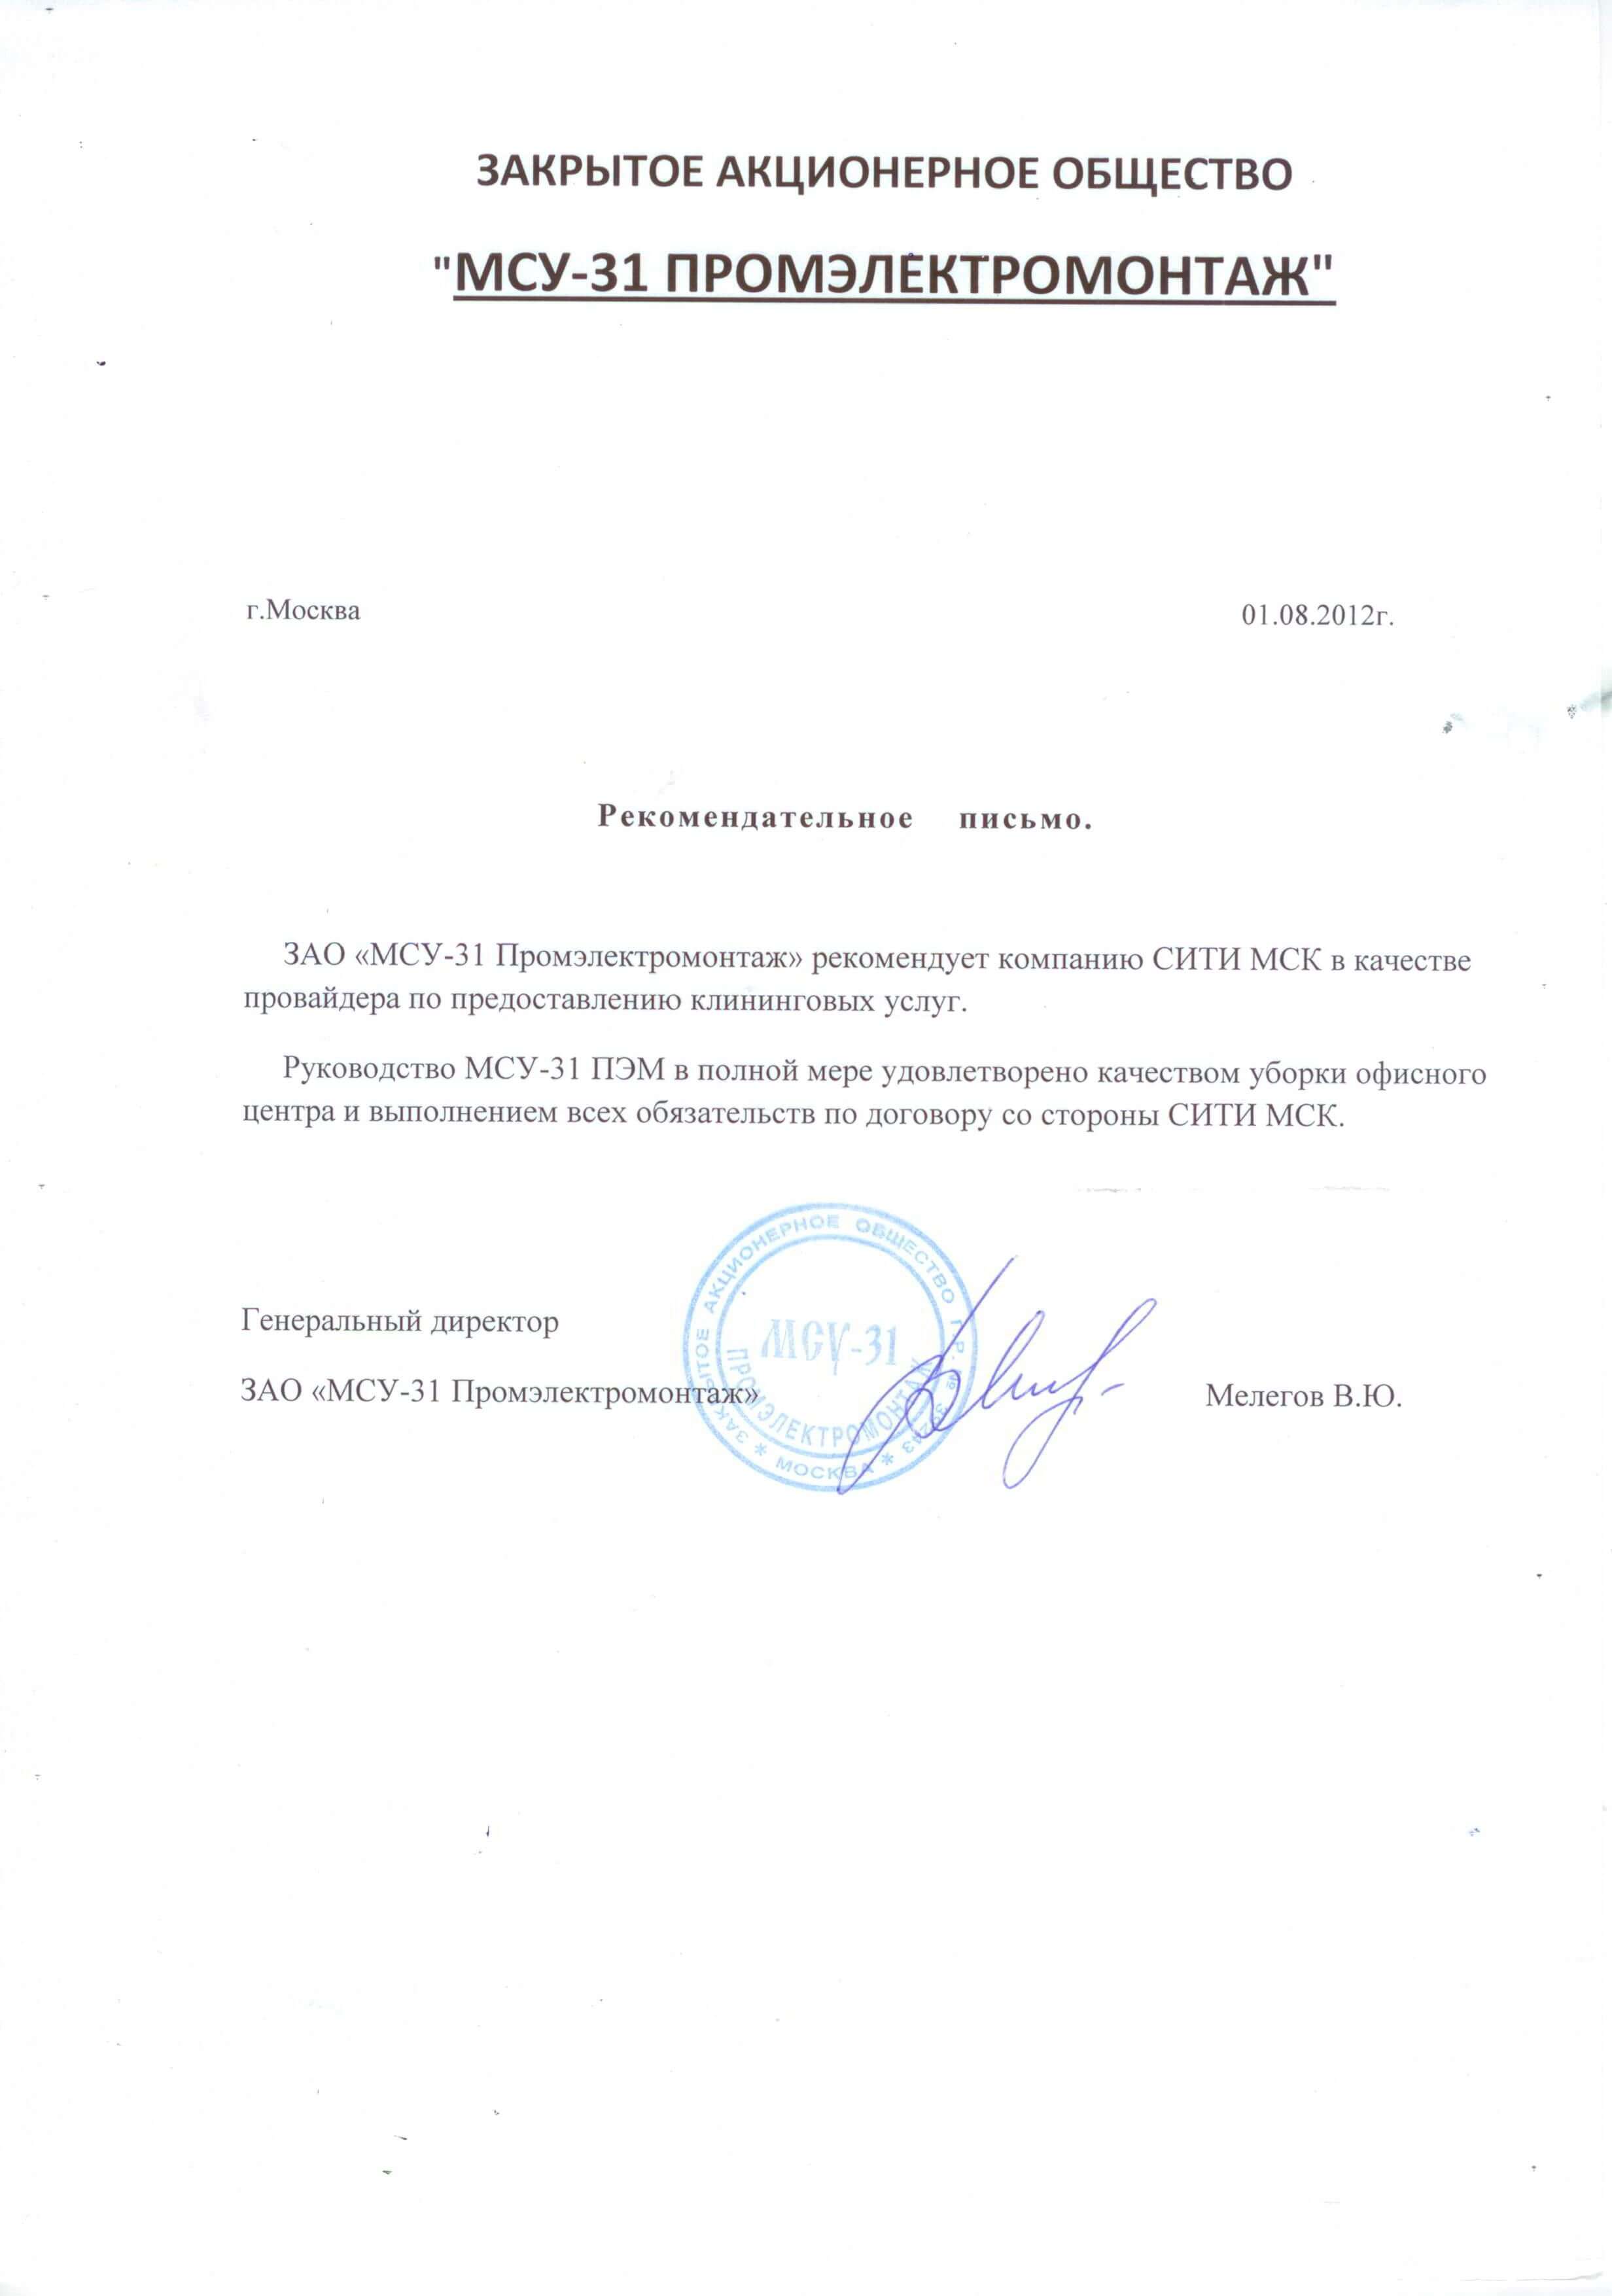 ЗАКРЫТОЕ АКЦИОНЕРНОЕ ОБЩЕСТВО
"МСУ-31 ПРОМЭЛЕКТРОМОНТАЖ"
г.Москва 01.08.2012г.
Рекомендательное письмо.
ЗАО «МСУ-31 Промэлектромонтаж» рекомендует компанию СИТИ МСК в качестве
провайдера по предоставлению клининговых услуг.
Руководство МСУ-31 ПЭМ в полной мере удовлетворено качеством уборки офисного
центра и выполнением всех обязательств по договору со стороны СИТИ МСК.
Генеральный директор
ЗАО «МСУ-31 Промэлектромонтаж» Мелегов В.Ю.
ЗАКРЫТОЕ АКЦИОНЕРНОЕ ОБЩЕСТВО
МСУ-31
ПРОМЭЛЕКТРОМОНТАЖ
* МОСКВА *